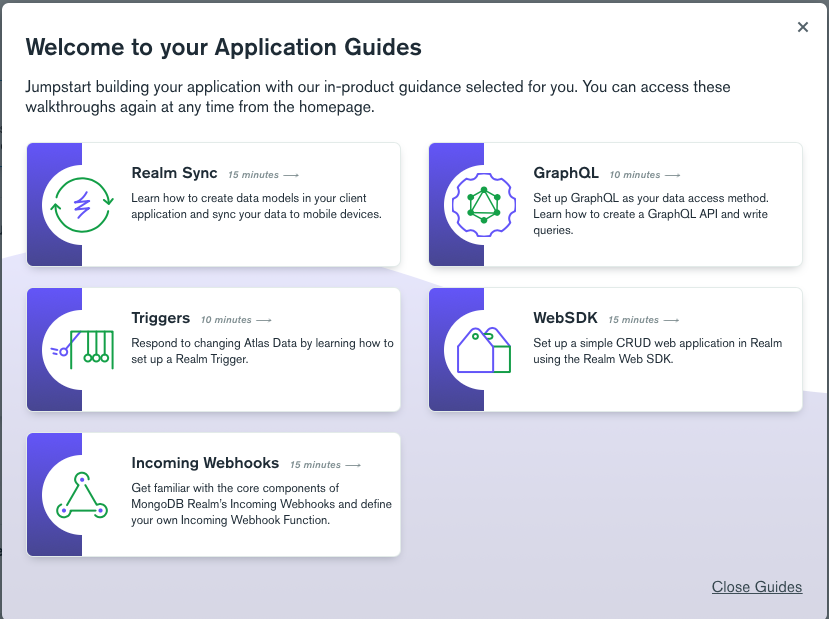 Welcome to your Application Guides
Jumpstart building your application with our in-product guidance selected for you. You can access these
walkthroughs again at any time from the homepage.
Realm Sync 15 minutes
Learn how to create data models in your client
application and sync your data to mobile devices.
GraphQL 10 minutes
Set up GraphQL as your data access method.
Learn how to create a GraphQL API and write
queries.
Triggers 10 minutes
Respond to changing Atlas Data by learning how to
set up a Realm Trigger.
WebSDK 15 minutes
Set up a simple CRUD web application in Realm
using the Realm Web SDK.
Incoming Webhooks 15 minutes
Get familiar with the core components of
MongoDB Realm's Incoming Webhooks and define
your own Incoming Webhook Function.
Close Guides